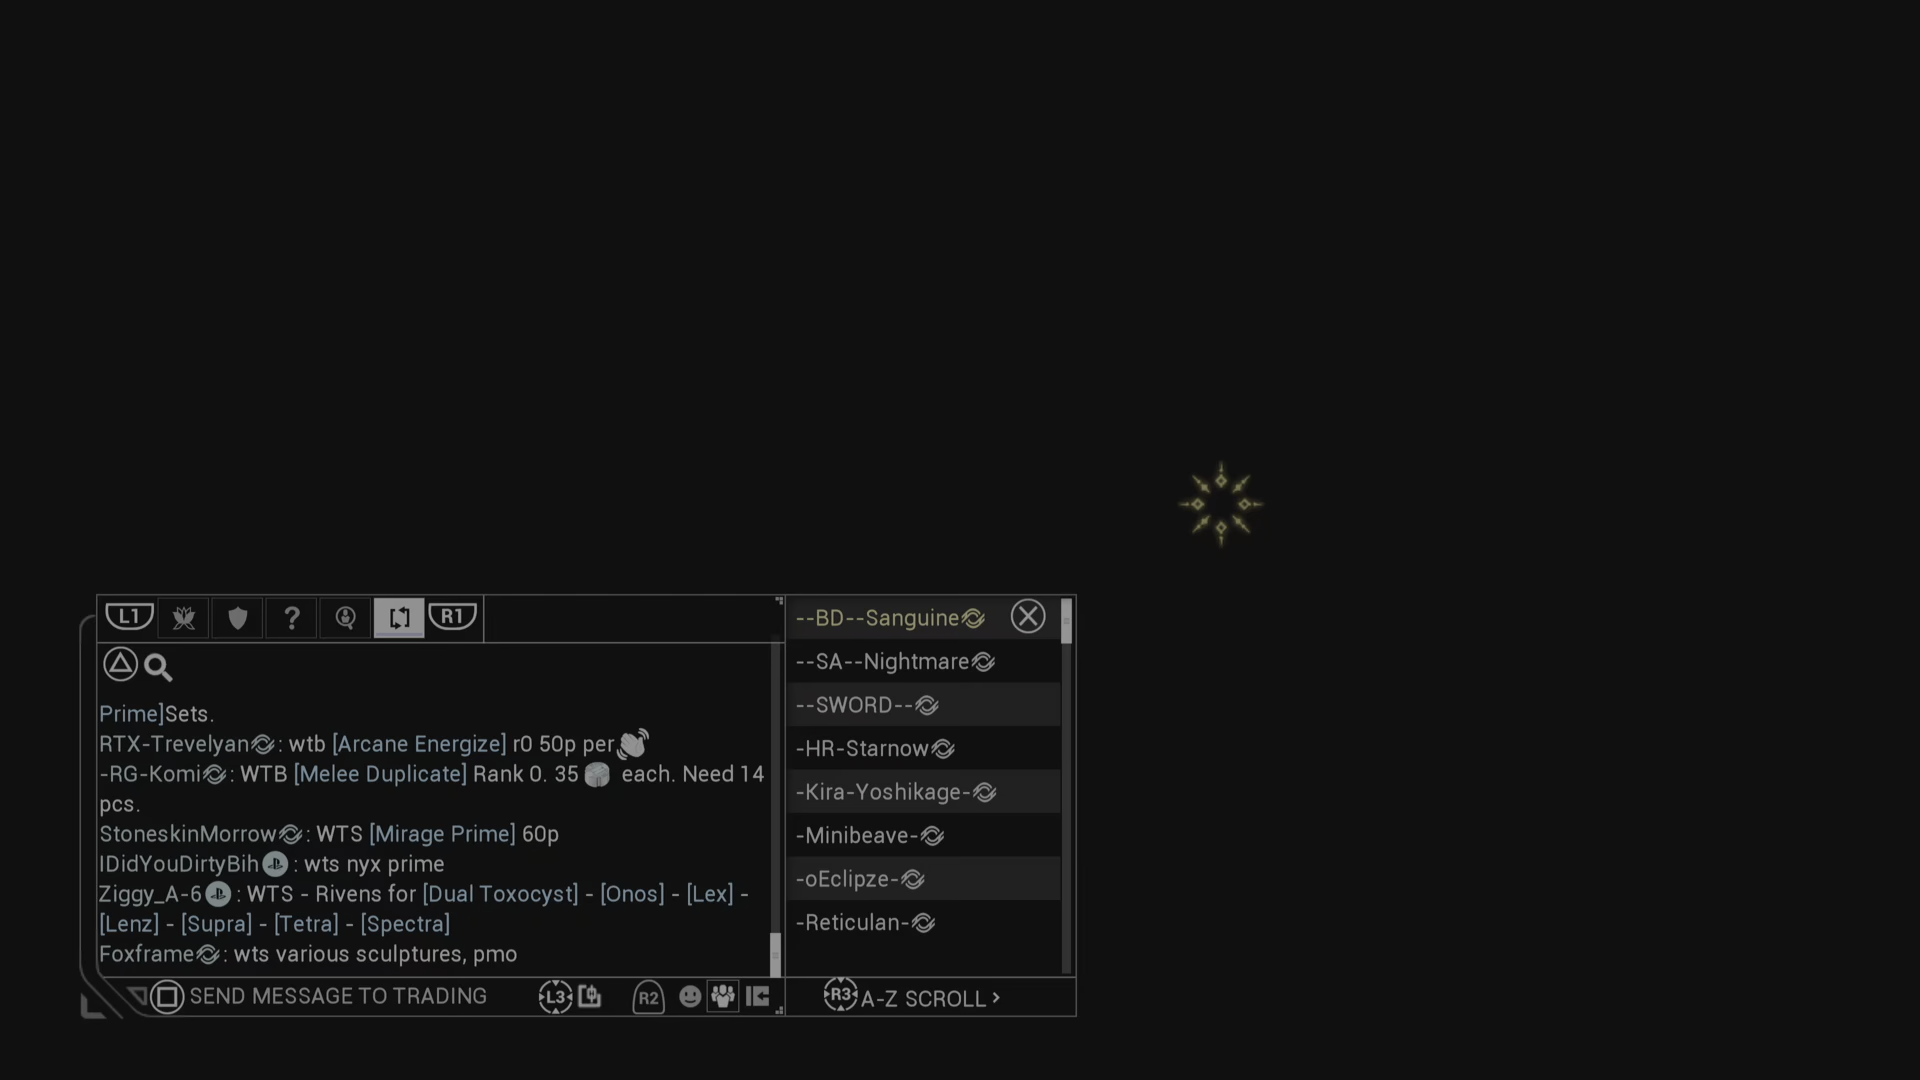 L1 ? R1
Prime]Sets.
RTX-Trevelyan: wtb [Arcane Energize] r0 50p per
-RG-Komi: WTB [Melee Duplicate] Rank 0. 35 each. Need 14
pcs.
StoneskinMorrow: WTS [Mirage Prime] 60p
IDidYouDirtyBih: wts nyx prime
Ziggy_A-6: WTS - Rivens for [Dual Toxocyst] - [Onos] - [Lex] -
[Lenz] - [Supra] - [Tetra] - [Spectra]
Foxframe: wts various sculptures, pmo
SEND MESSAGE TO TRADING L3 R2
--BD--Sanguine
--SA--Nightmare
--SWORD--
-HR-Starnow
-Kira-Yoshikage-
-Minibeave-
-oEclipze-
-Reticulan-
R3 A-Z SCROLL >